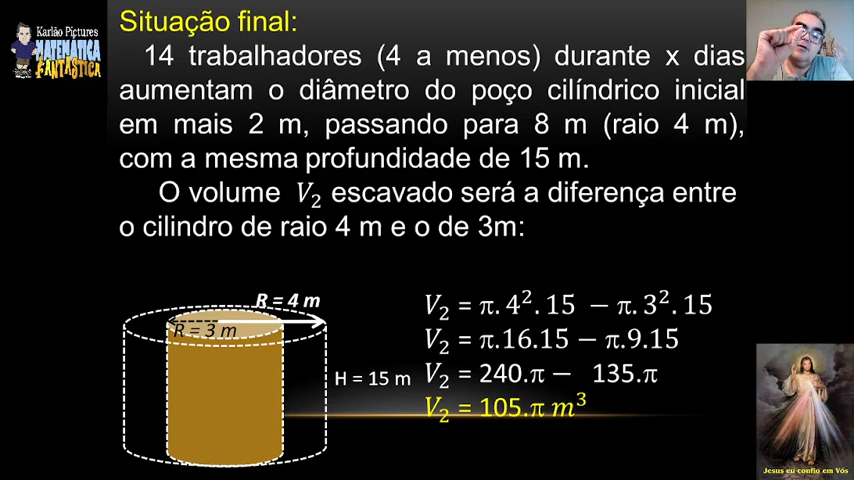 Karlão Pictures
MATEMÁTICA
FANTÁSTICA
Situação final:
14 trabalhadores (4 a menos) durante x dias
aumentam o diâmetro do poço cilíndrico inicial
em mais 2 m, passando para 8 m (raio 4 m),
com a mesma profundidade de 15 m.
O volume V₂ escavado será a diferença entre
o cilindro de raio 4 m e o de 3m:
R = 4 m
R = 3 m
H = 15 m
V₂ = π. 4². 15 − π. 3². 15
V₂ = π.16.15 − π.9.15
V₂ = 240.π − 135.π
V₂ = 105.π m³
Jesus eu confio em Vós